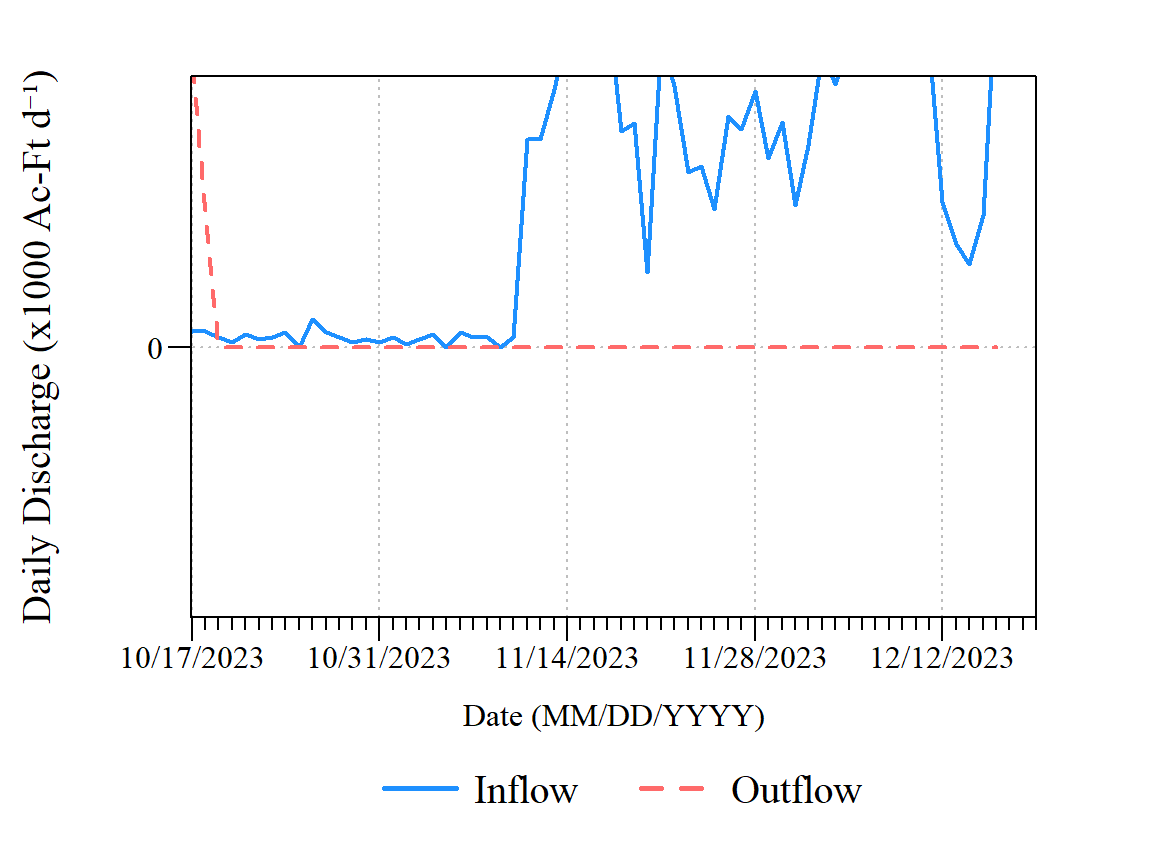 Daily Discharge (x1000 Ac-Ft d⁻¹)
0
10/17/2023 10/31/2023 11/14/2023 11/28/2023 12/12/2023
Date (MM/DD/YYYY)
Inflow Outflow